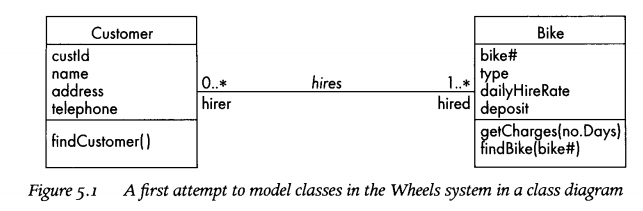 Customer
custId
name
address
telephone
findCustomer()
0..*
hirer
hires
1..*
hired
Bike
bike#
type
dailyHireRate
deposit
getCharges(no.Days)
findBike(bike#)
Figure 5.1 A first attempt to model classes in the Wheels system in a class diagram